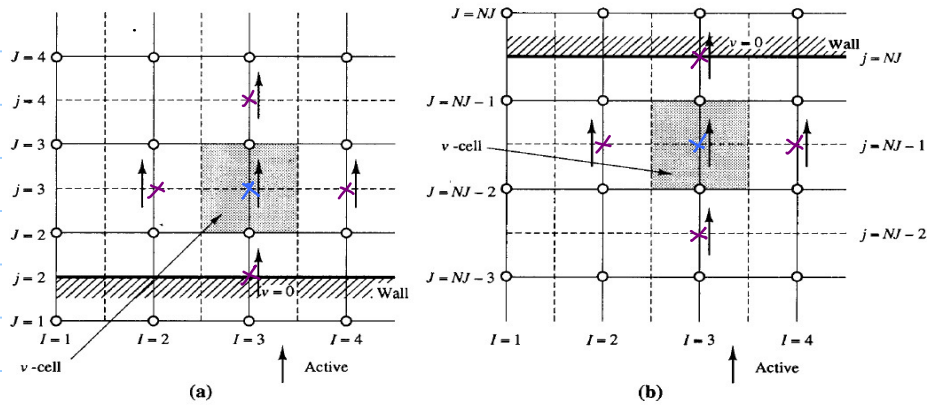 J = 4
j = 4
J = 3
j = 3
J = 2
j = 2
v = 0
Wall
J = 1
I = 1
I = 2
I = 3
I = 4
v -cell
Active
(a)
J = NJ
v = 0
Wall
j = NJ
J = NJ − 1
v -cell
j = NJ − 1
J = NJ − 2
j = NJ − 2
J = NJ − 3
I = 1
I = 2
I = 3
I = 4
Active
(b)